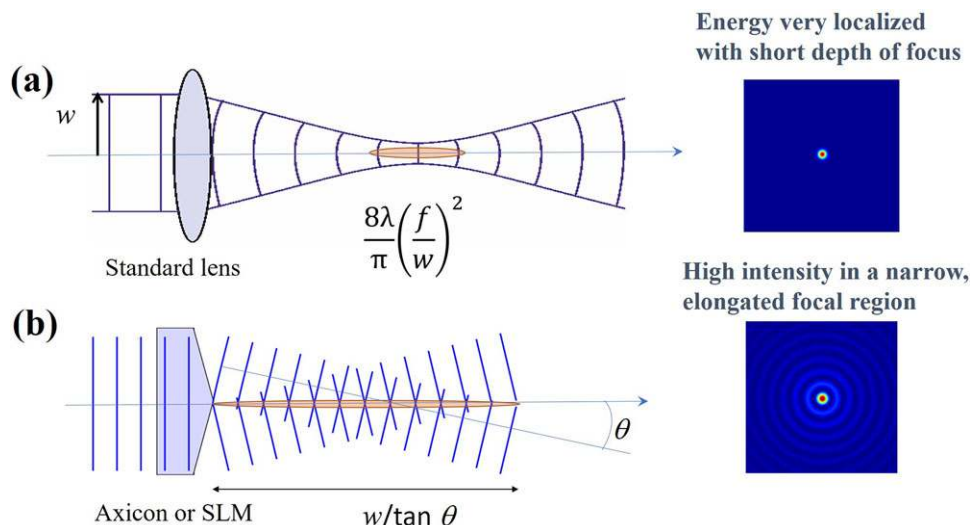 Energy very localized
with short depth of focus
(a)
w
8λ/π(f/w)²
Standard lens
High intensity in a narrow,
elongated focal region
(b)
θ
Axicon or SLM
w/tan θ